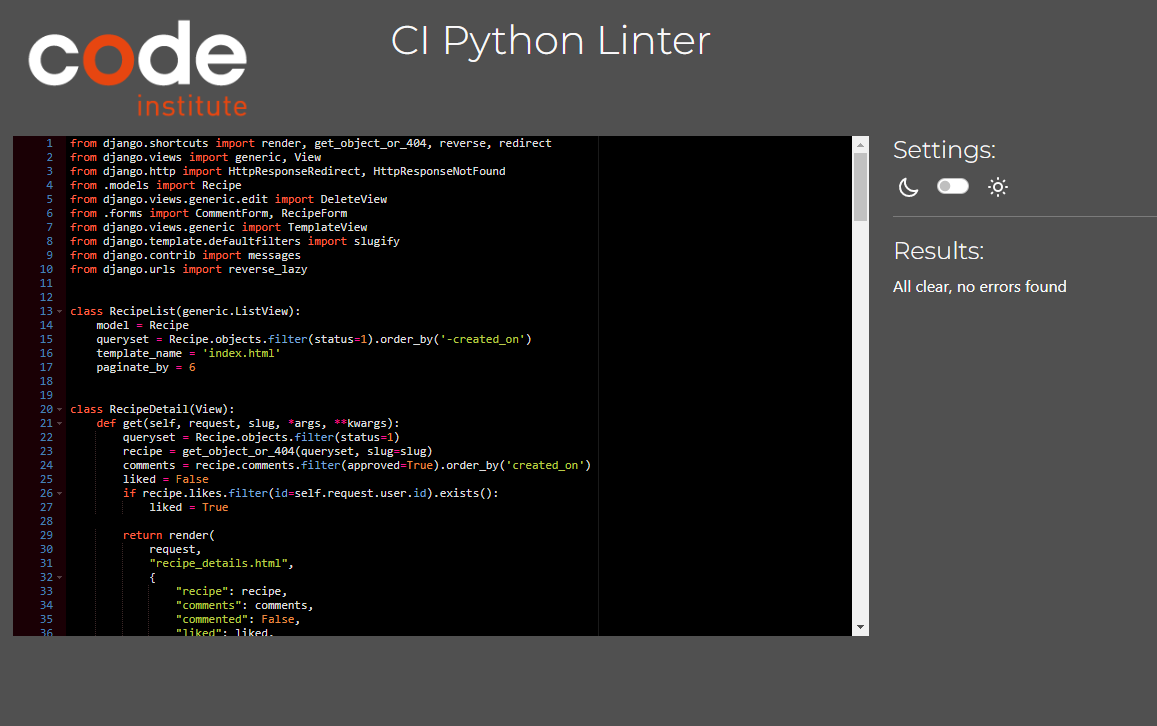 code
institute
CI Python Linter
1 from django.shortcuts import render, get_object_or_404, reverse, redirect
2 from django.views import generic, View
3 from django.http import HttpResponseRedirect, HttpResponseNotFound
4 from .models import Recipe
5 from django.views.generic.edit import DeleteView
6 from .forms import CommentForm, RecipeForm
7 from django.views.generic import TemplateView
8 from django.template.defaultfilters import slugify
9 from django.contrib import messages
10 from django.urls import reverse_lazy
11
12
13 class RecipeList(generic.ListView):
14     model = Recipe
15     queryset = Recipe.objects.filter(status=1).order_by('-created_on')
16     template_name = 'index.html'
17     paginate_by = 6
18
19
20 class RecipeDetail(View):
21     def get(self, request, slug, *args, **kwargs):
22         queryset = Recipe.objects.filter(status=1)
23         recipe = get_object_or_404(queryset, slug=slug)
24         comments = recipe.comments.filter(approved=True).order_by('created_on')
25         liked = False
26         if recipe.likes.filter(id=self.request.user.id).exists():
27             liked = True
28
29         return render(
30             request,
31             "recipe_details.html",
32             {
33                 "recipe": recipe,
34                 "comments": comments,
35                 "commented": False,
36                 "liked": liked,
Settings:
Results:
All clear, no errors found